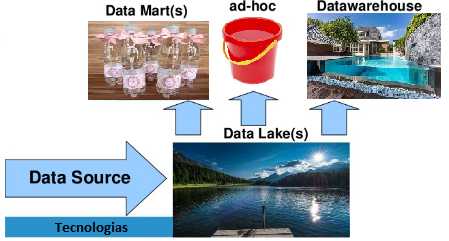 Data Mart(s)
ad-hoc
Datawarehouse
Data Lake(s)
Data Source
Tecnologias